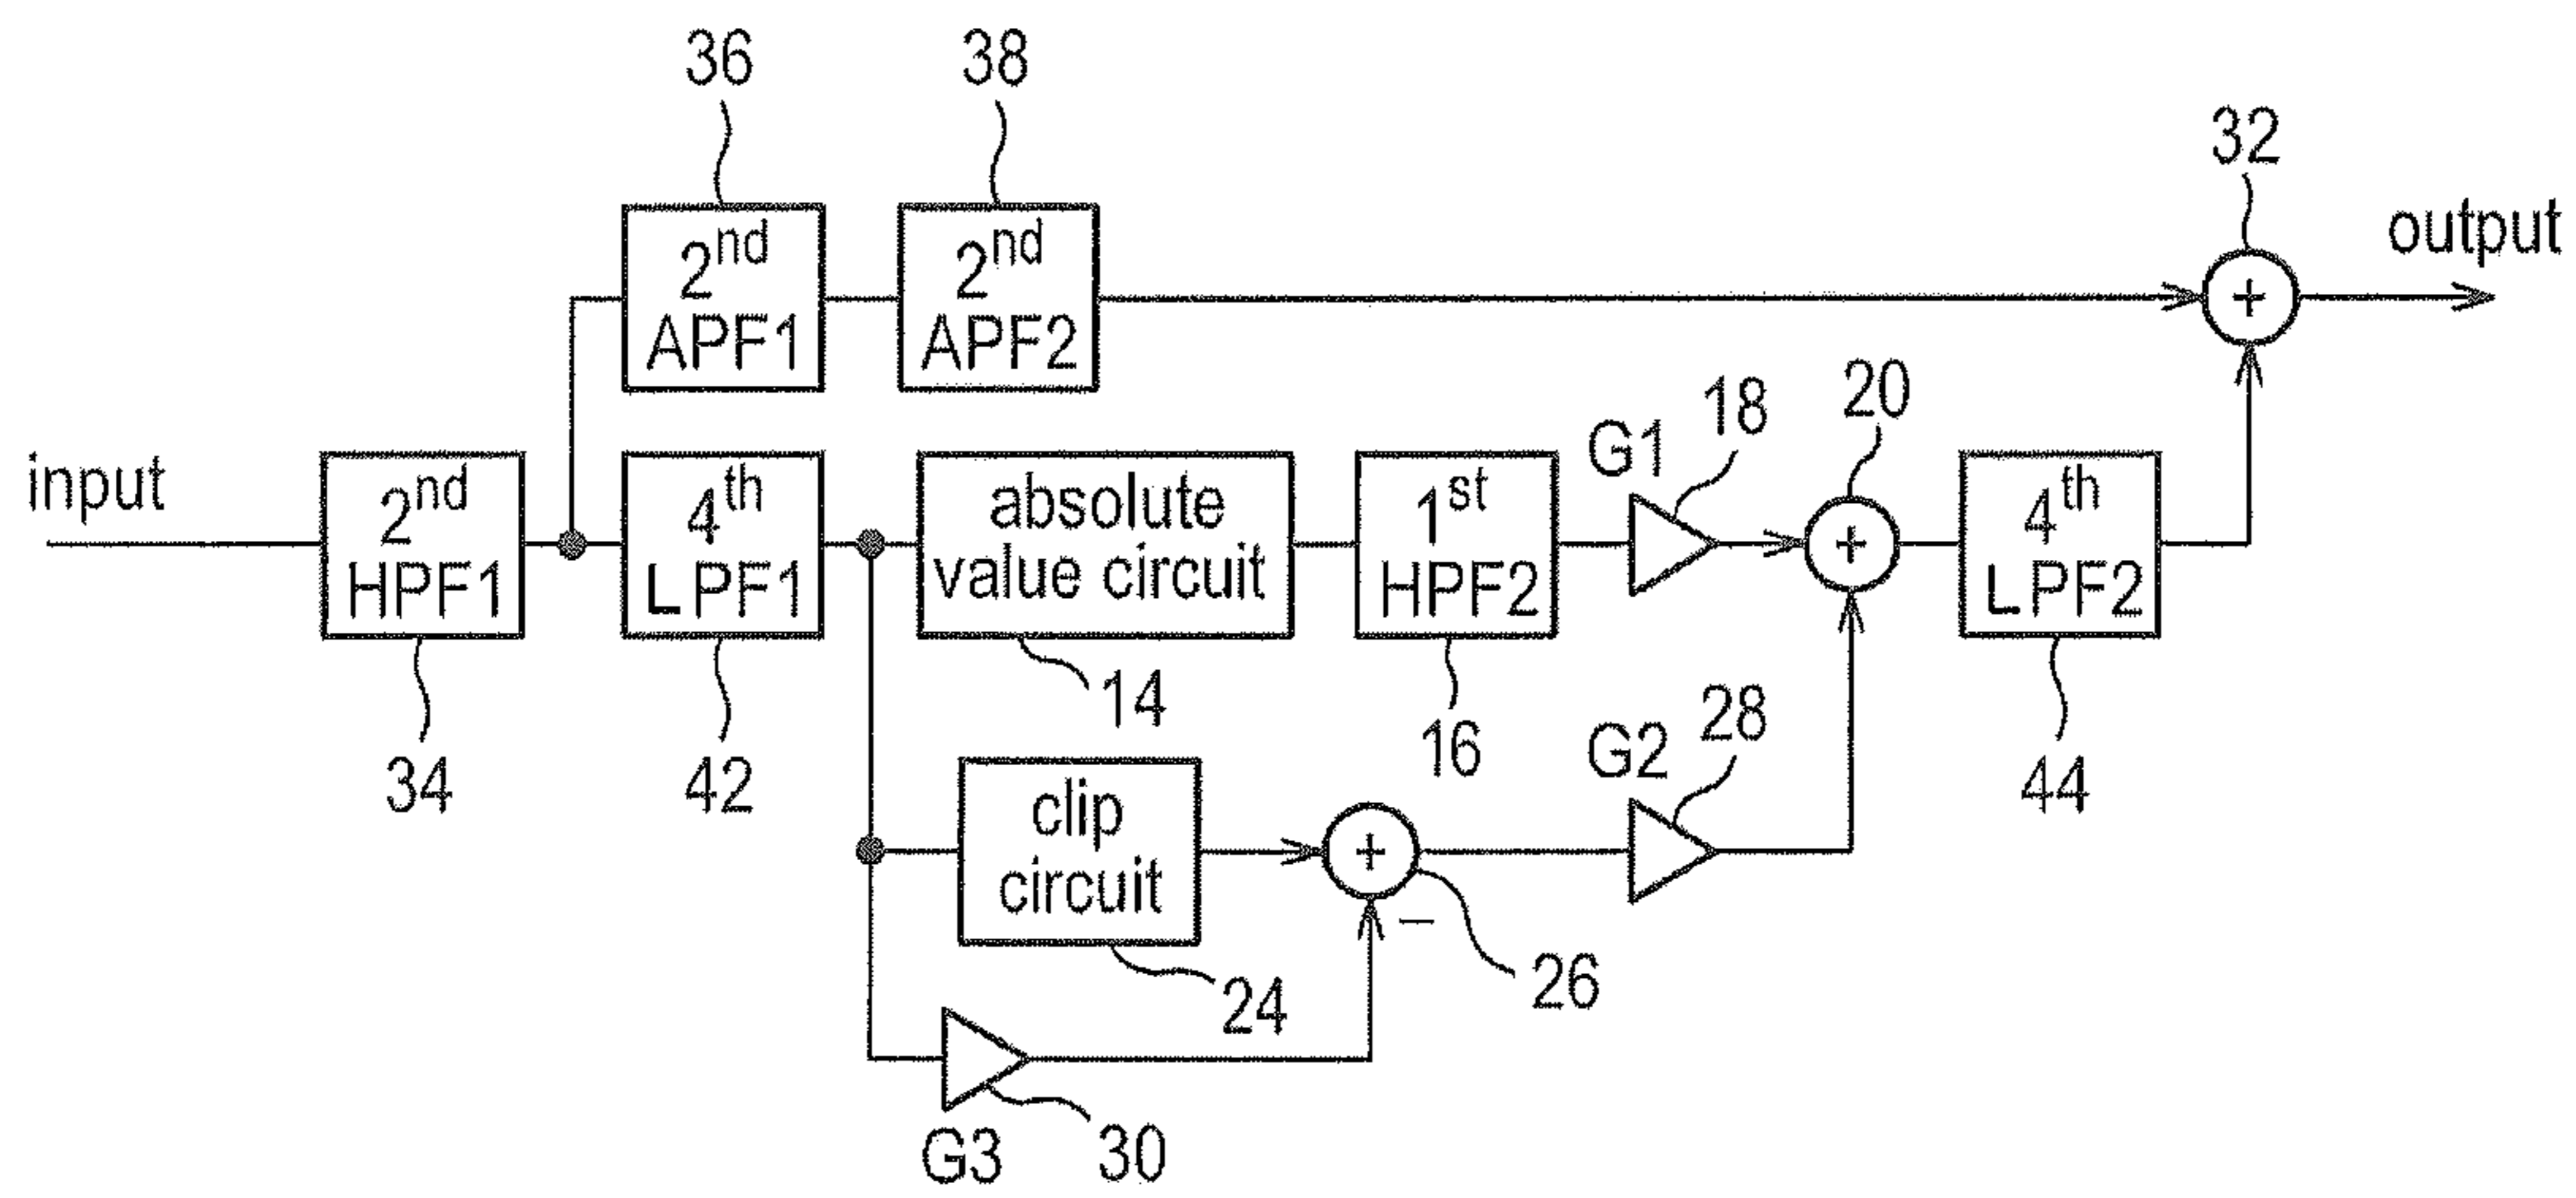 36
38
32
output
2nd
APF1
2nd
APF2
+
input
2nd
HPF1
4th
LPF1
absolute
value circuit
1st
HPF2
G1
18
20
+
4th
LPF2
34
42
14
16
44
clip
circuit
24
+
−
26
G2
28
G3
30